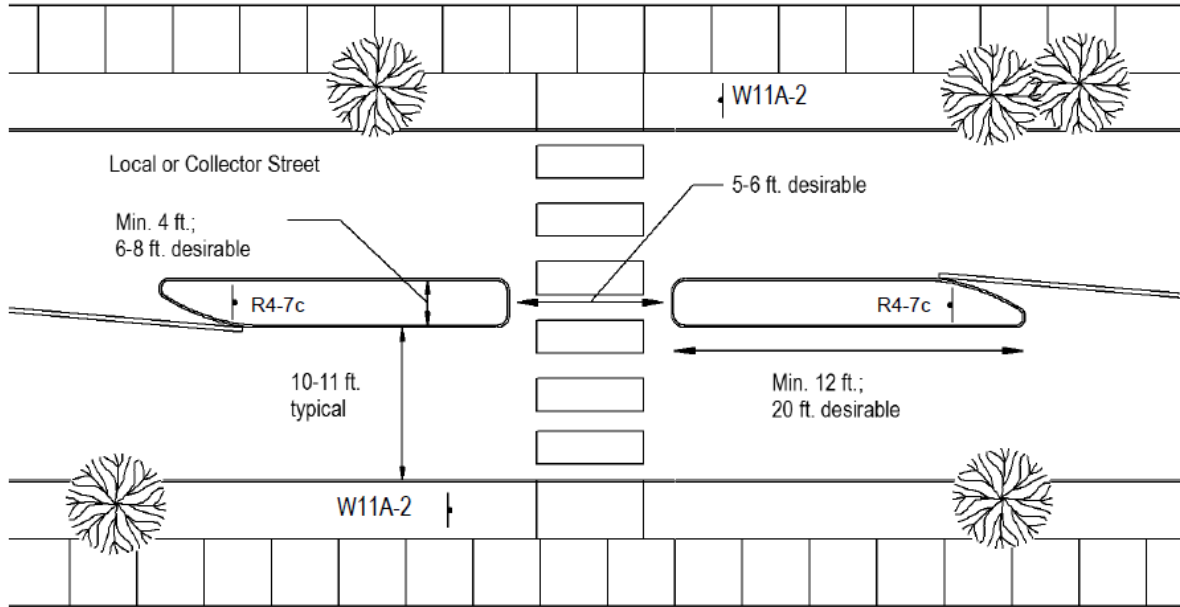 W11A-2
Local or Collector Street
5-6 ft. desirable
Min. 4 ft.;
6-8 ft. desirable
R4-7c
R4-7c
10-11 ft.
typical
Min. 12 ft.;
20 ft. desirable
W11A-2